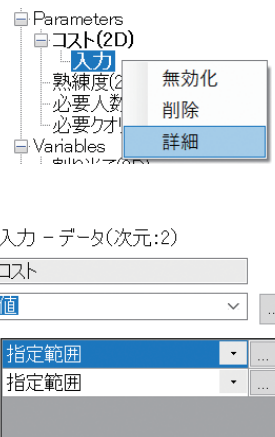 Parameters
コスト(2D)
入力
熟練度(2
必要人数
必要クオリ
Variables
無効化
削除
詳細
入力 - データ(次元:2)
コスト
値
...
指定範囲
...
指定範囲
...